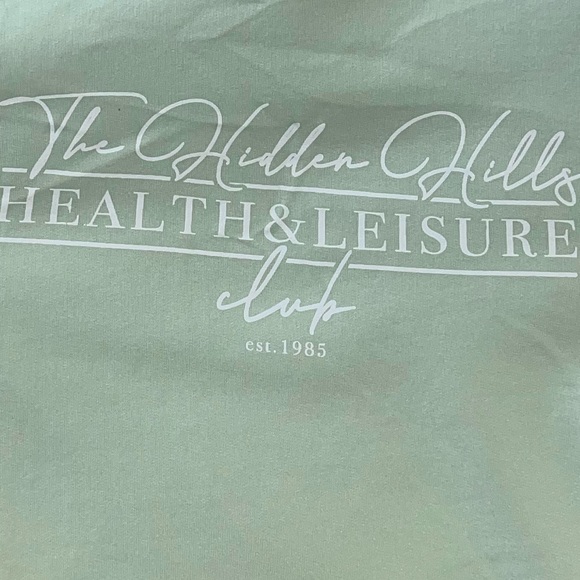 The Hidden Hills
HEALTH&LEISURE
club
est.1985